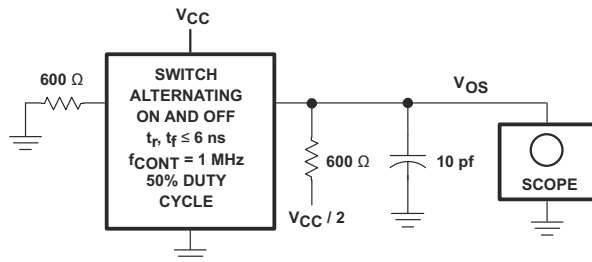 VCC
600 Ω
SWITCH
ALTERNATING
ON AND OFF
tr, tf ≤ 6 ns
fCONT = 1 MHz
50% DUTY
CYCLE
VOS
600 Ω
10 pf
SCOPE
VCC / 2